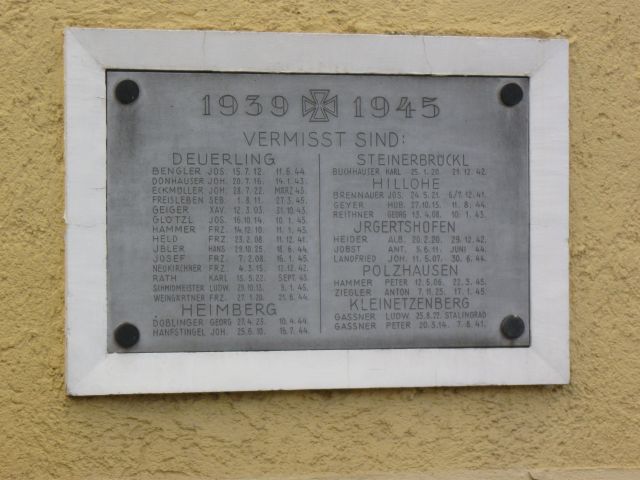 1939 1945
VERMISST SIND:
DEUERLING
BENGLER JOS. 15.7.12. 11.6.44.
DONHAUSER JOH. 20.7.16. 14.1.43.
ECKMÖLLER JOH. 28.7.22. MÄRZ 43.
FREISLEBEN SEB. 1.8.11. 27.3.45.
GEIGER XAV. 12.3.03. 31.10.43.
GLÖTZL JOS. 16.10.14. 10.1.45.
HAMMER FRZ. 14.12.10. 11.1.45.
HELD FRZ. 23.2.08. 11.12.41.
JBLER HANS 29.10.25. 18.6.44.
JOSEF FRZ. 7.2.08. 16.1.45.
NEUKIRCHNER FRZ. 4.3.15. 12.12.42.
RATH KARL 15.5.22. SEPT. 43.
SCHMIDMEISTER LUDW. 20.10.13. 9.1.45.
WEINGÄRTNER FRZ. 27.1.20. 25.6.44.
HEIMBERG
DOBLINGER GEORG 27.4.23. 10.4.44.
HANFSTINGEL JOH. 25.6.10. 15.7.44.
STEINERBRÜCKL
BUCHHAUSER KARL 25.1.20. 21.12.42.
HILLOHE
BRENNAUER JOS. 24.5.21. 6/7.12.41.
GEYER HUB. 27.10.15. 11.8.44.
REITHNER GEORG 13.4.08. 10.1.43.
JRGERTSHOFEN
HEIDER ALB. 20.2.20. 29.12.42.
JOBST ANT. 5.6.11. JUNI 44.
LANDFRIED JOH. 11.5.07. 30.6.44.
POLZHAUSEN
HAMMER PETER 12.5.06. 22.3.45.
ZIEGLER ANTON 7.11.25. 17.1.45.
KLEINETZENBERG
GASSNER LUDW. 25.8.22. STALINGRAD
GASSNER PETER 20.3.14. 7.8.41.